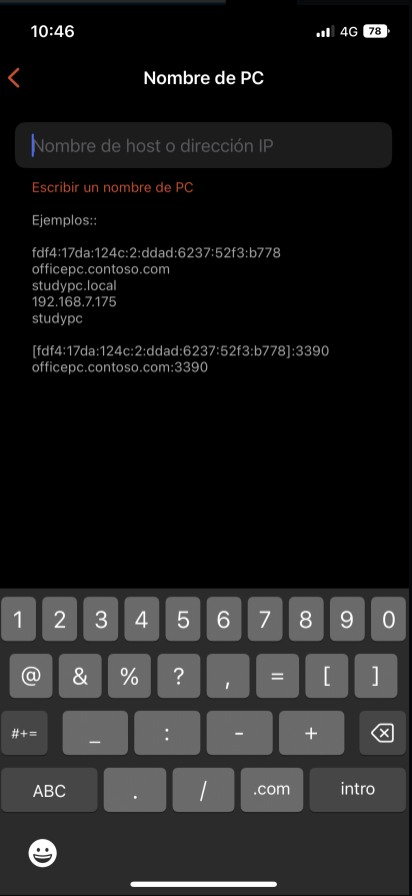 10:46
4G 78
Nombre de PC
Nombre de host o dirección IP
Escribir un nombre de PC
Ejemplos::
fdf4:17da:124c:2:ddad:6237:52f3:b778
officepc.contoso.com
studypc.local
192.168.7.175
studypc
[fdf4:17da:124c:2:ddad:6237:52f3:b778]:3390
officepc.contoso.com:3390
1 2 3 4 5 6 7 8 9 0
@ & % ? , = [ ]
#+= _ : - +
ABC . / .com intro